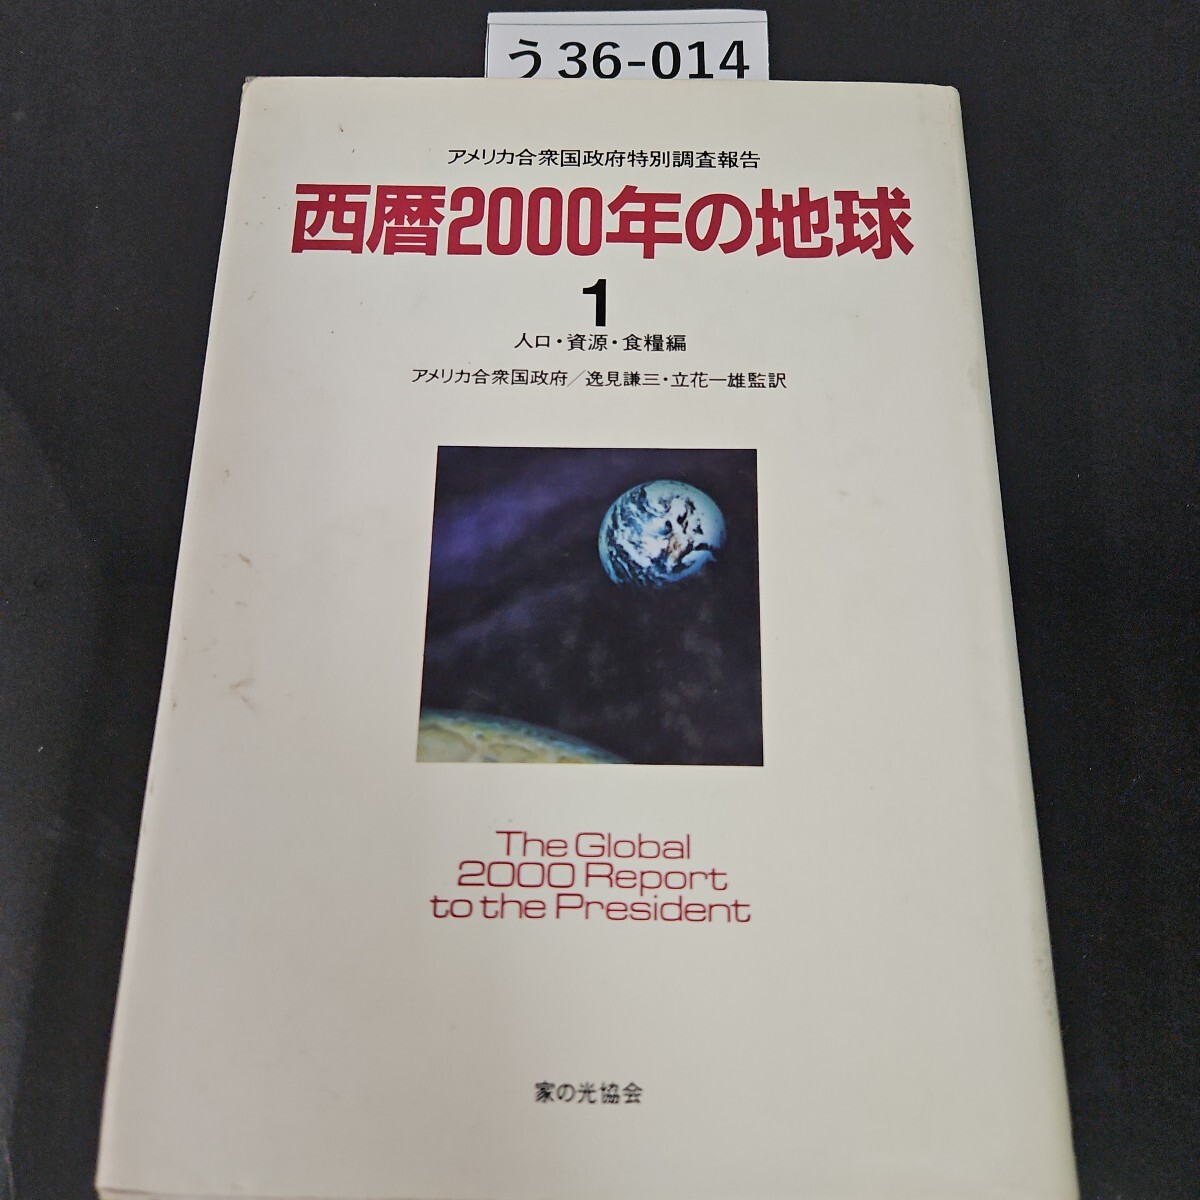 う36-014
アメリカ合衆国政府特別調査報告
西暦2000年の地球
1
人口・資源・食糧編
アメリカ合衆国政府／逸見謙三・立花一雄監訳
The Global
2000 Report
to the President
家の光協会